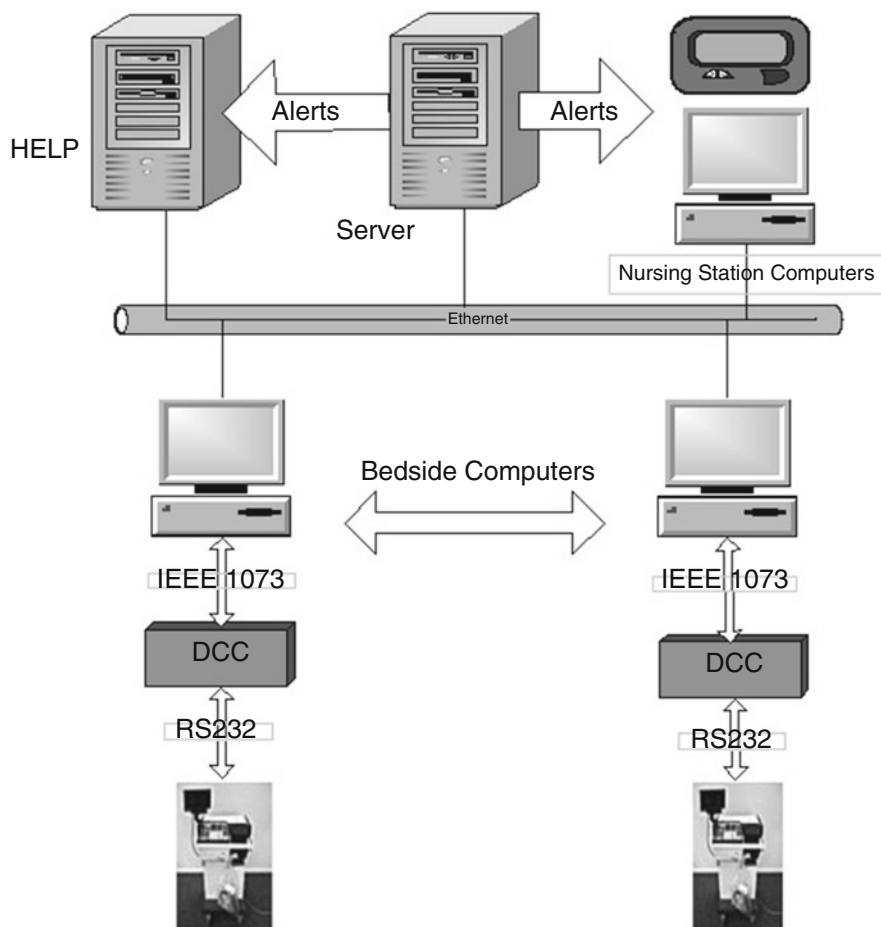 Alerts
Alerts
HELP
Server
Nursing Station Computers
Ethernet
Bedside Computers
IEEE 1073
IEEE 1073
DCC
DCC
RS232
RS232